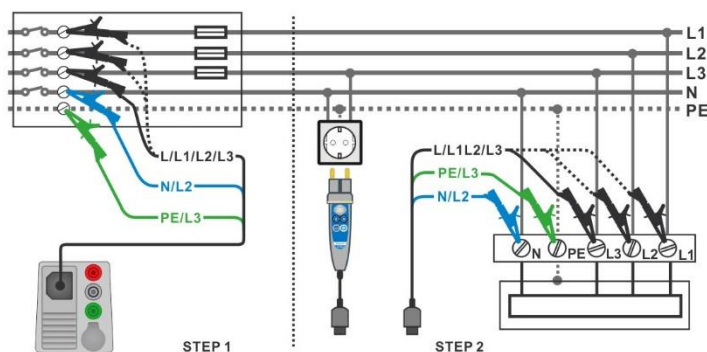 L1
L2
L3
N
PE
L/L1/L2/L3
N/L2
PE/L3
STEP 1
L/L1L2/L3
PE/L3
N/L2
N PE L3 L2 L1
STEP 2